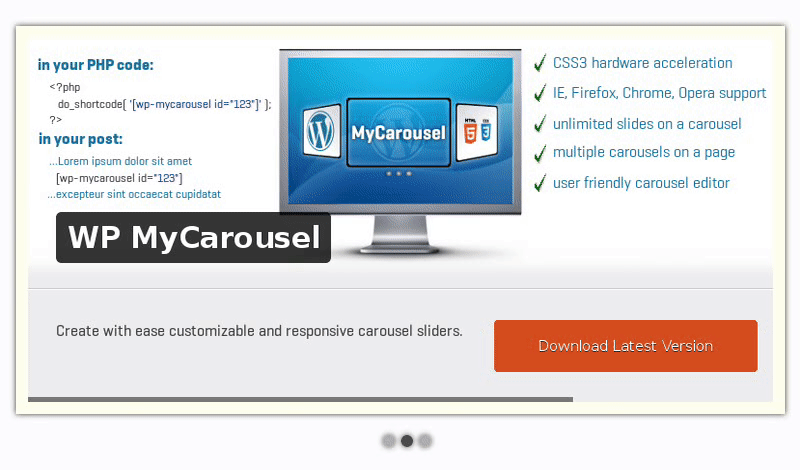 in your PHP code:
<?php
do_shortcode( '[wp-mycarousel id="123"]' );
?>
in your post:
...Lorem ipsum dolor sit amet
[wp-mycarousel id="123"]
...excepteur sint occaecat cupidatat
WP MyCarousel
MyCarousel
HTML
5
CSS
3
CSS3 hardware acceleration
IE, Firefox, Chrome, Opera support
unlimited slides on a carousel
multiple carousels on a page
user friendly carousel editor
Create with ease customizable and responsive carousel sliders.
Download Latest Version